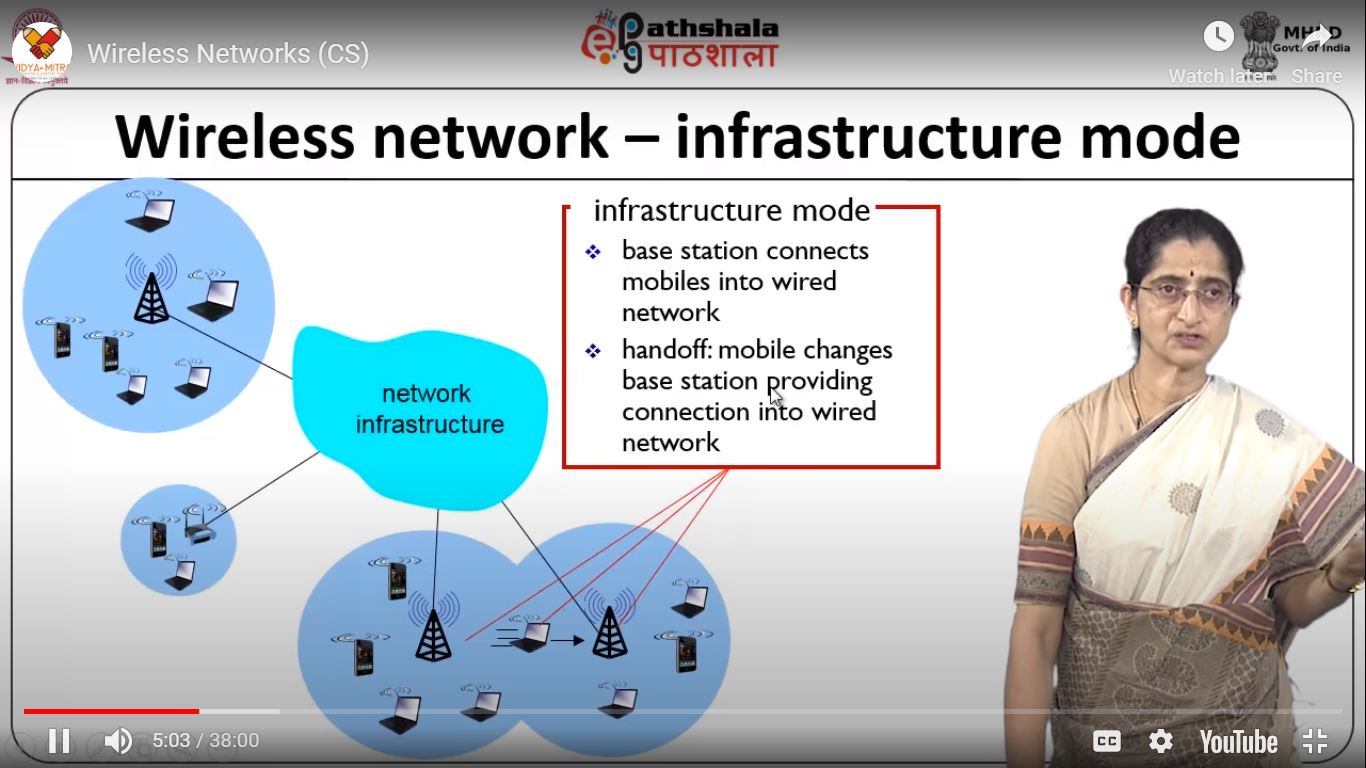 Wireless Networks (CS)
VIDYA-MITRA
ePathshala
पाठशाला
Govt. of India
Watch later
Share
Wireless network – infrastructure mode
infrastructure mode
base station connects
mobiles into wired
network
handoff: mobile changes
base station providing
connection into wired
network
network
infrastructure
5:03 / 38:00
CC
YouTube